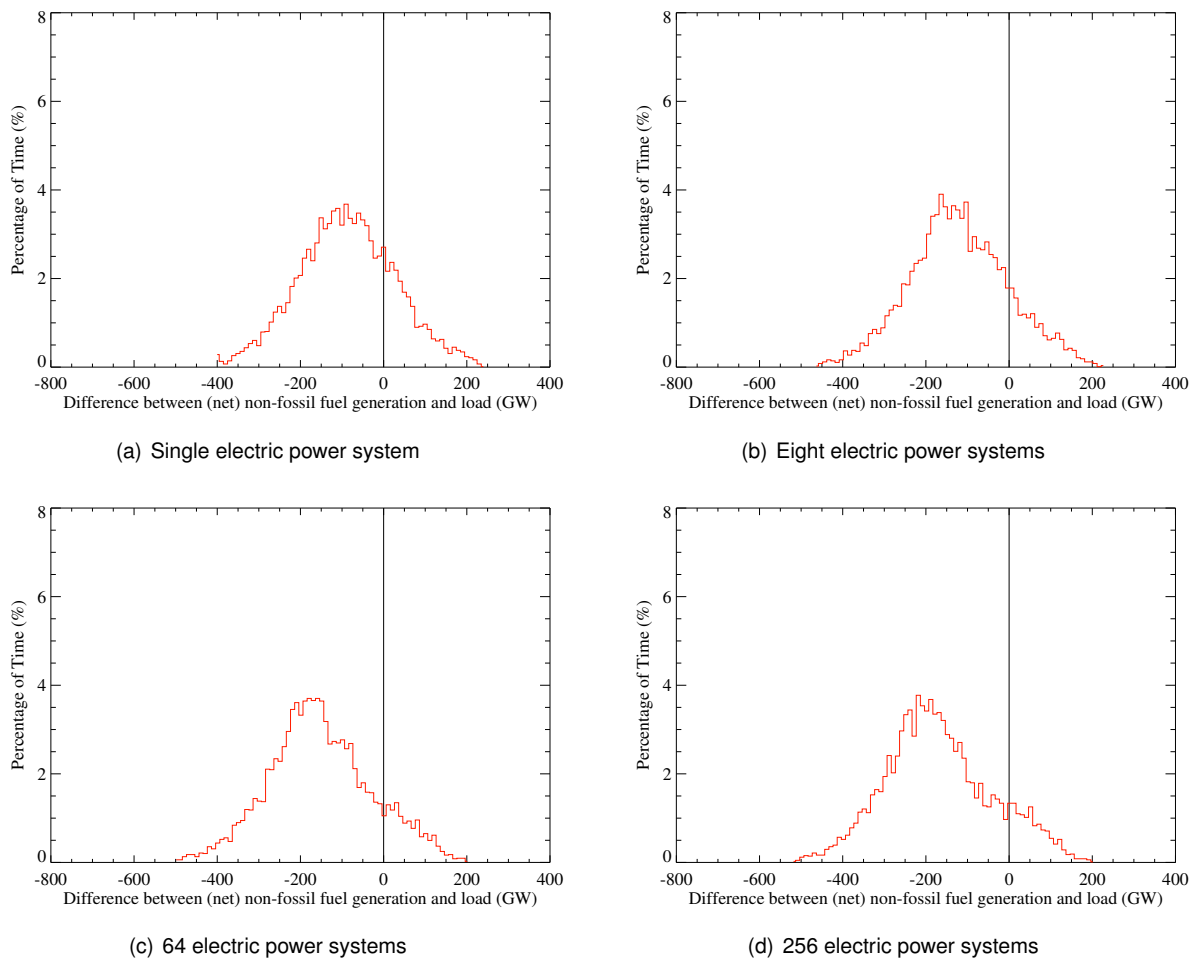 8
6
4
2
0
Percentage of Time (%)
-800 -600 -400 -200 0 200 400
Difference between (net) non-fossil fuel generation and load (GW)
(a) Single electric power system
8
6
4
2
0
Percentage of Time (%)
-800 -600 -400 -200 0 200 400
Difference between (net) non-fossil fuel generation and load (GW)
(b) Eight electric power systems
8
6
4
2
0
Percentage of Time (%)
-800 -600 -400 -200 0 200 400
Difference between (net) non-fossil fuel generation and load (GW)
(c) 64 electric power systems
8
6
4
2
0
Percentage of Time (%)
-800 -600 -400 -200 0 200 400
Difference between (net) non-fossil fuel generation and load (GW)
(d) 256 electric power systems